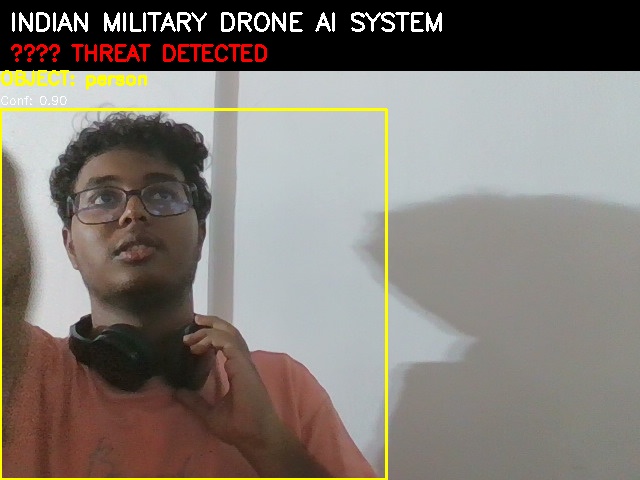 INDIAN MILITARY DRONE AI SYSTEM
???? THREAT DETECTED
OBJECT: person
Conf: 0.90